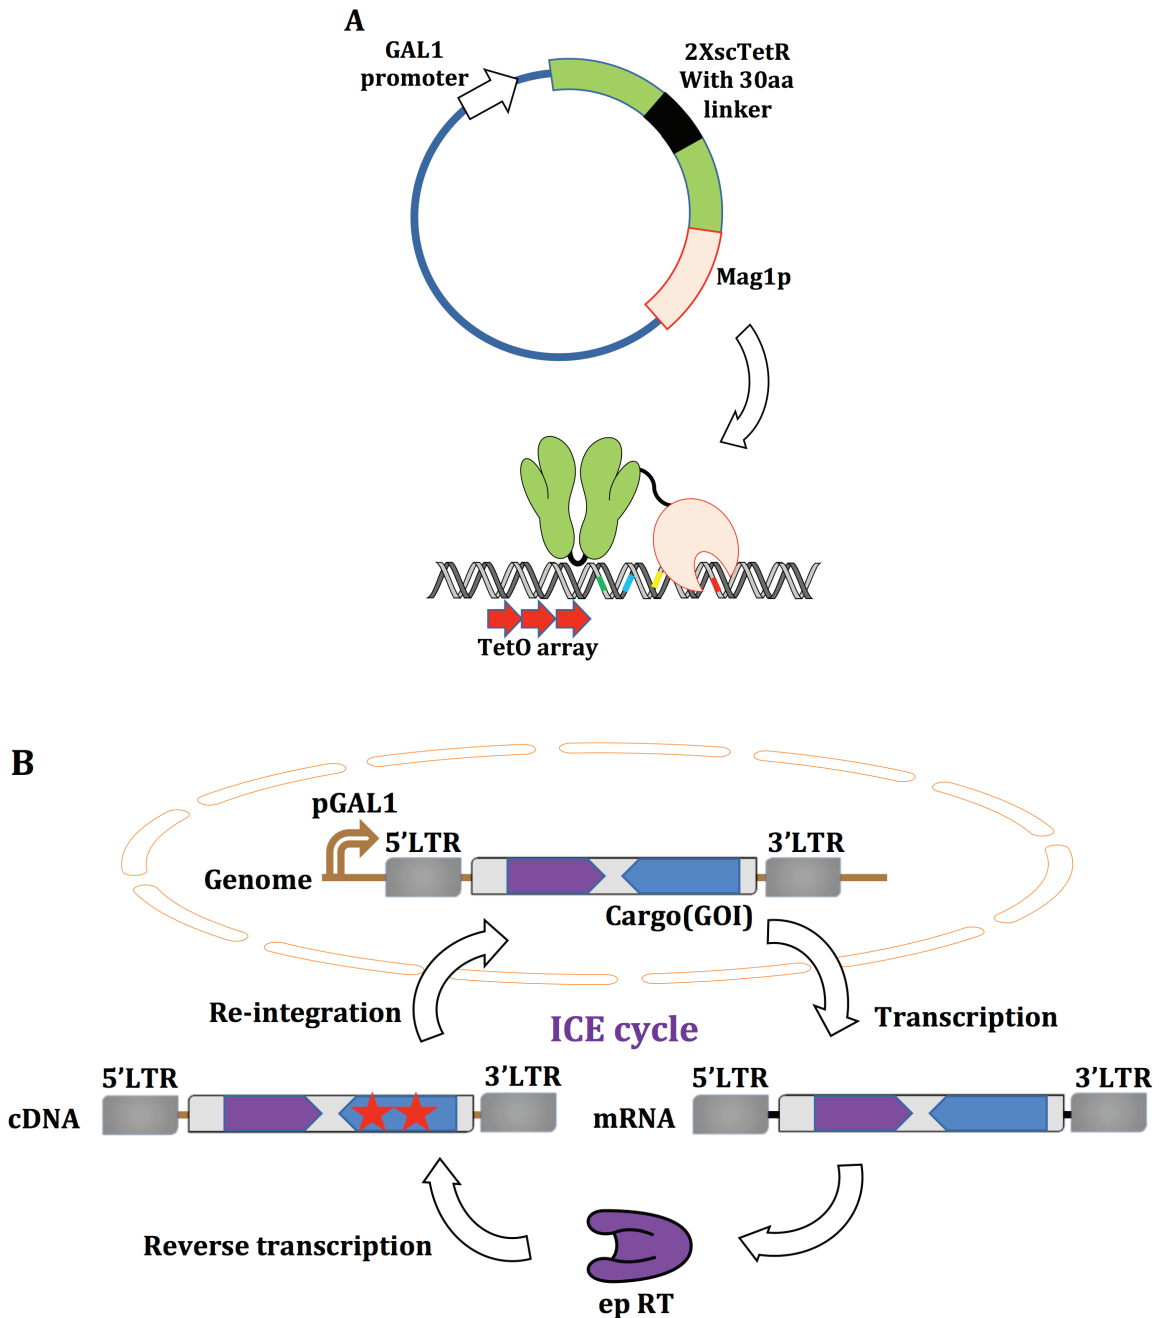 A
GAL1
promoter
2XscTetR
With 30aa
linker
Mag1p
TetO array
B
pGAL1
5'LTR
3'LTR
Genome
Cargo(GOI)
Re-integration
ICE cycle
Transcription
5'LTR
3'LTR
cDNA
5'LTR
3'LTR
mRNA
Reverse transcription
ep RT